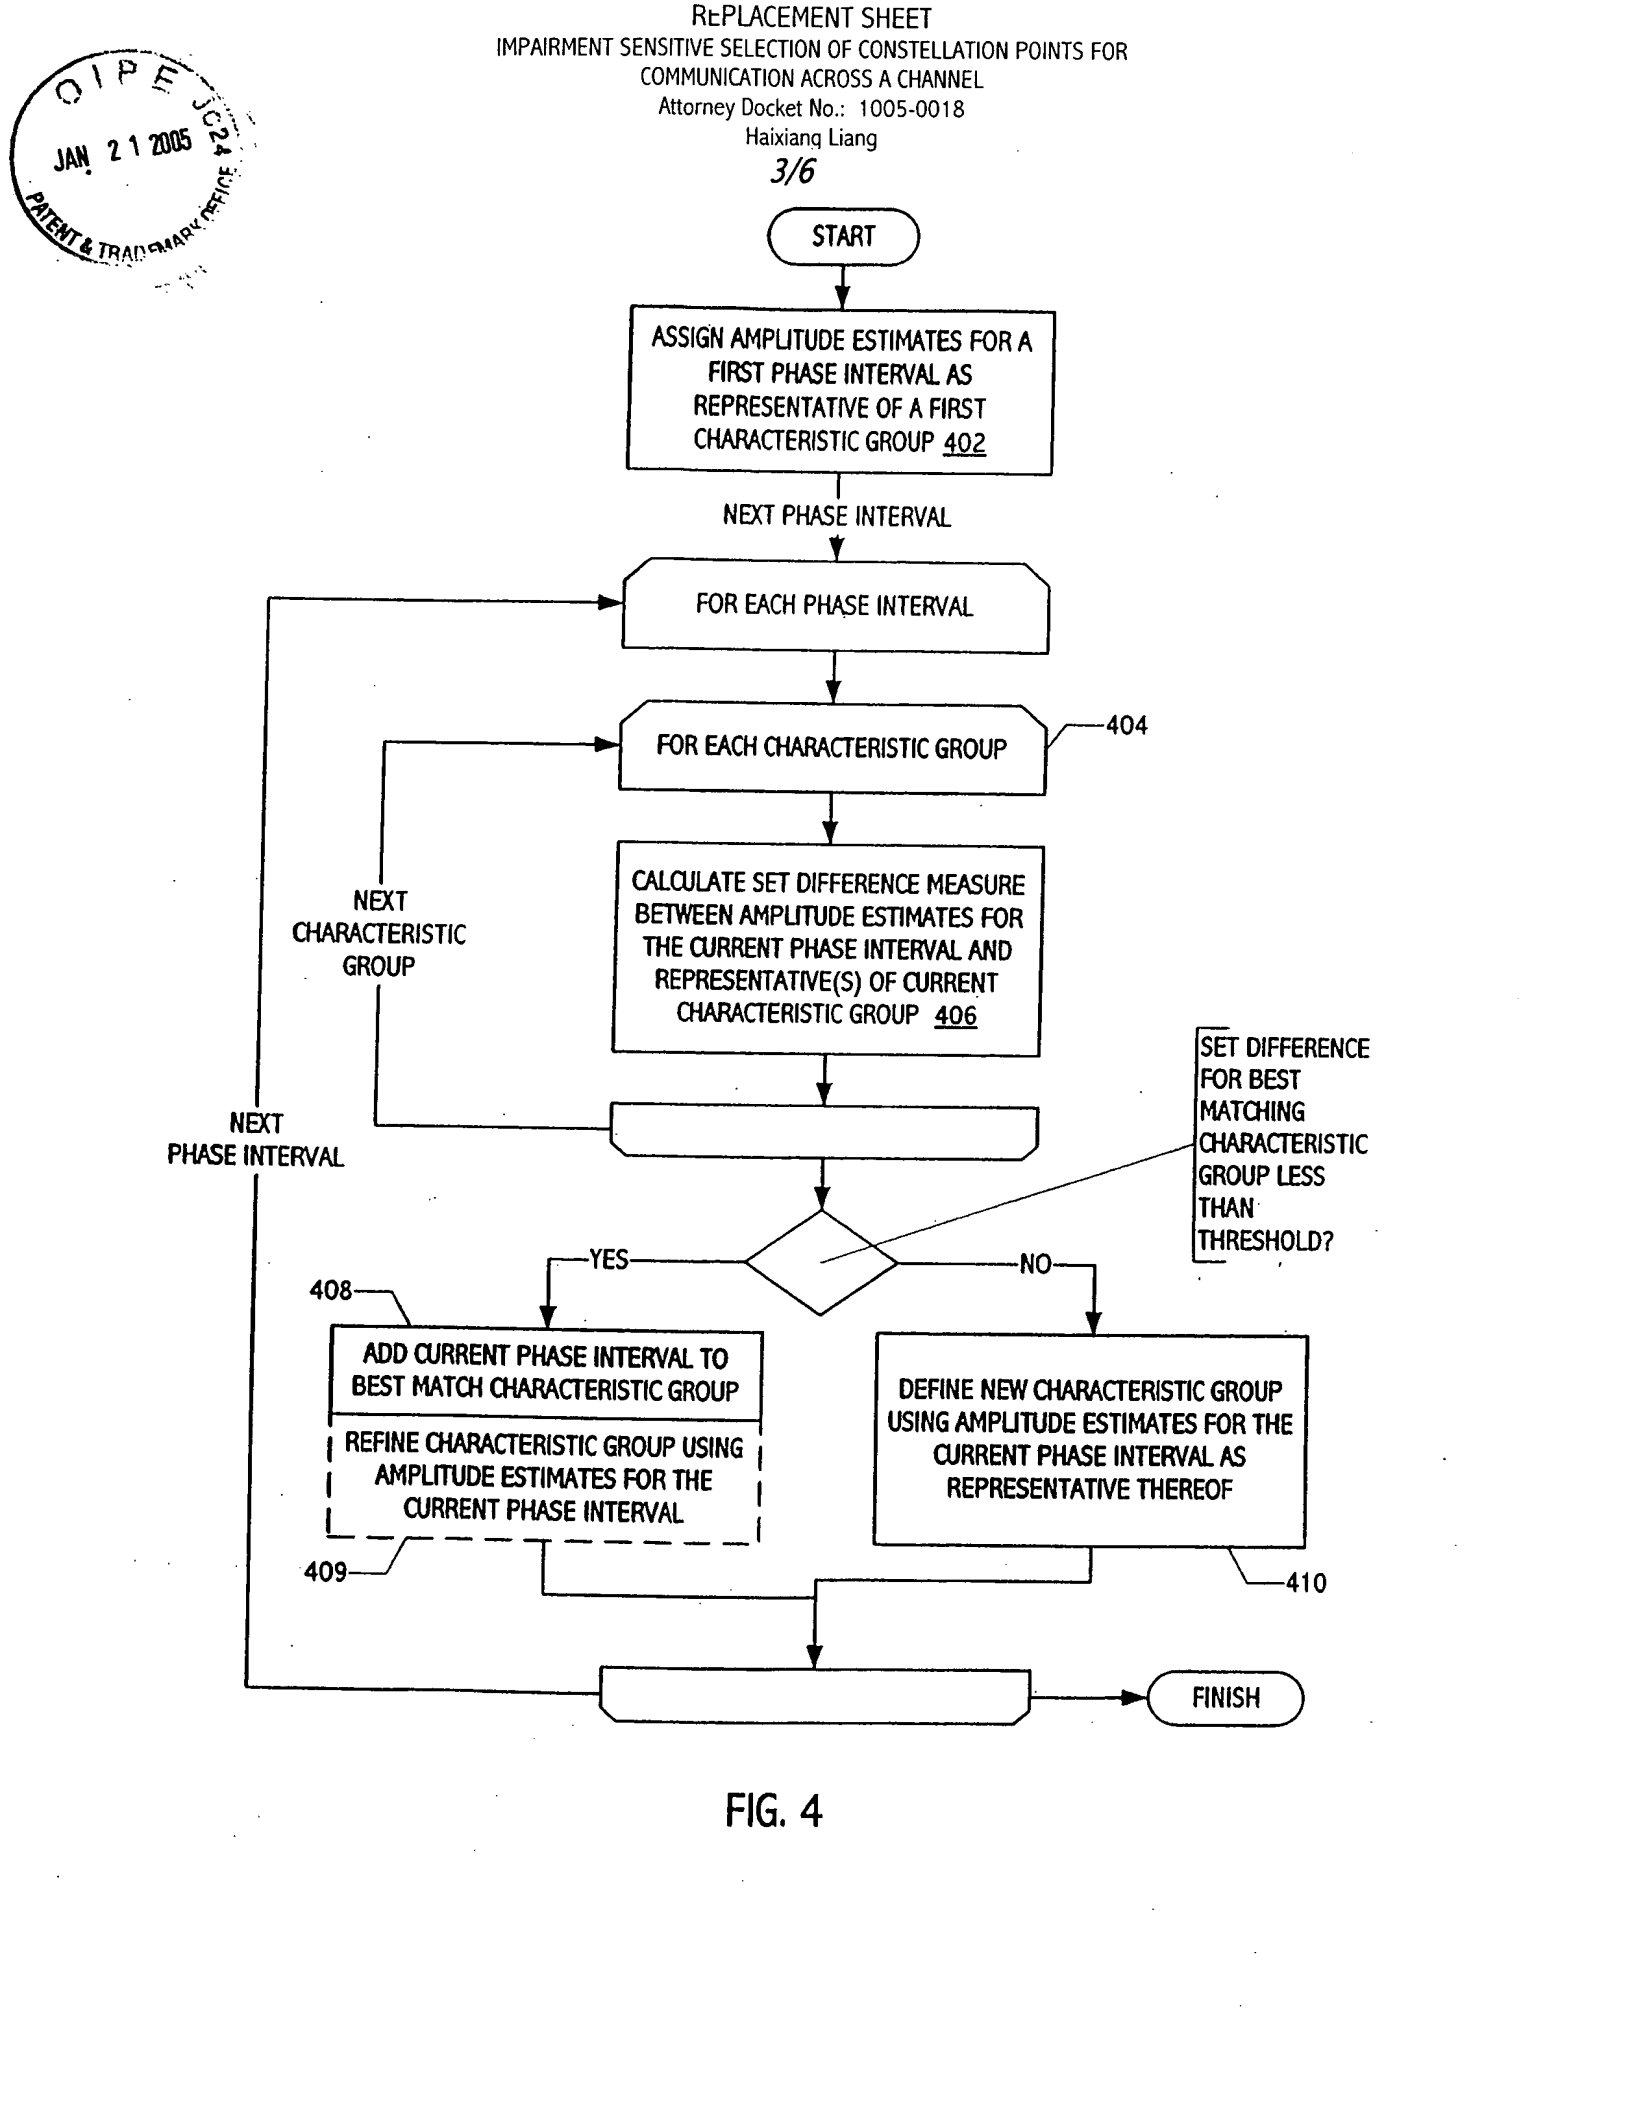 REPLACEMENT SHEET
IMPAIRMENT SENSITIVE SELECTION OF CONSTELLATION POINTS FOR
COMMUNICATION ACROSS A CHANNEL
Attorney Docket No.: 1005-0018
Haixiang Liang
3/6
OIPE JC24
JAN 21 2005
PATENT & TRADEMARK OFFICE
START
ASSIGN AMPLITUDE ESTIMATES FOR A
FIRST PHASE INTERVAL AS
REPRESENTATIVE OF A FIRST
CHARACTERISTIC GROUP 402
NEXT PHASE INTERVAL
FOR EACH PHASE INTERVAL
FOR EACH CHARACTERISTIC GROUP
404
CALCULATE SET DIFFERENCE MEASURE
BETWEEN AMPLITUDE ESTIMATES FOR
THE CURRENT PHASE INTERVAL AND
REPRESENTATIVE(S) OF CURRENT
CHARACTERISTIC GROUP 406
NEXT
CHARACTERISTIC
GROUP
NEXT
PHASE INTERVAL
SET DIFFERENCE
FOR BEST
MATCHING
CHARACTERISTIC
GROUP LESS
THAN
THRESHOLD?
YES
NO
408
ADD CURRENT PHASE INTERVAL TO
BEST MATCH CHARACTERISTIC GROUP
REFINE CHARACTERISTIC GROUP USING
AMPLITUDE ESTIMATES FOR THE
CURRENT PHASE INTERVAL
409
DEFINE NEW CHARACTERISTIC GROUP
USING AMPLITUDE ESTIMATES FOR THE
CURRENT PHASE INTERVAL AS
REPRESENTATIVE THEREOF
410
FINISH
FIG. 4